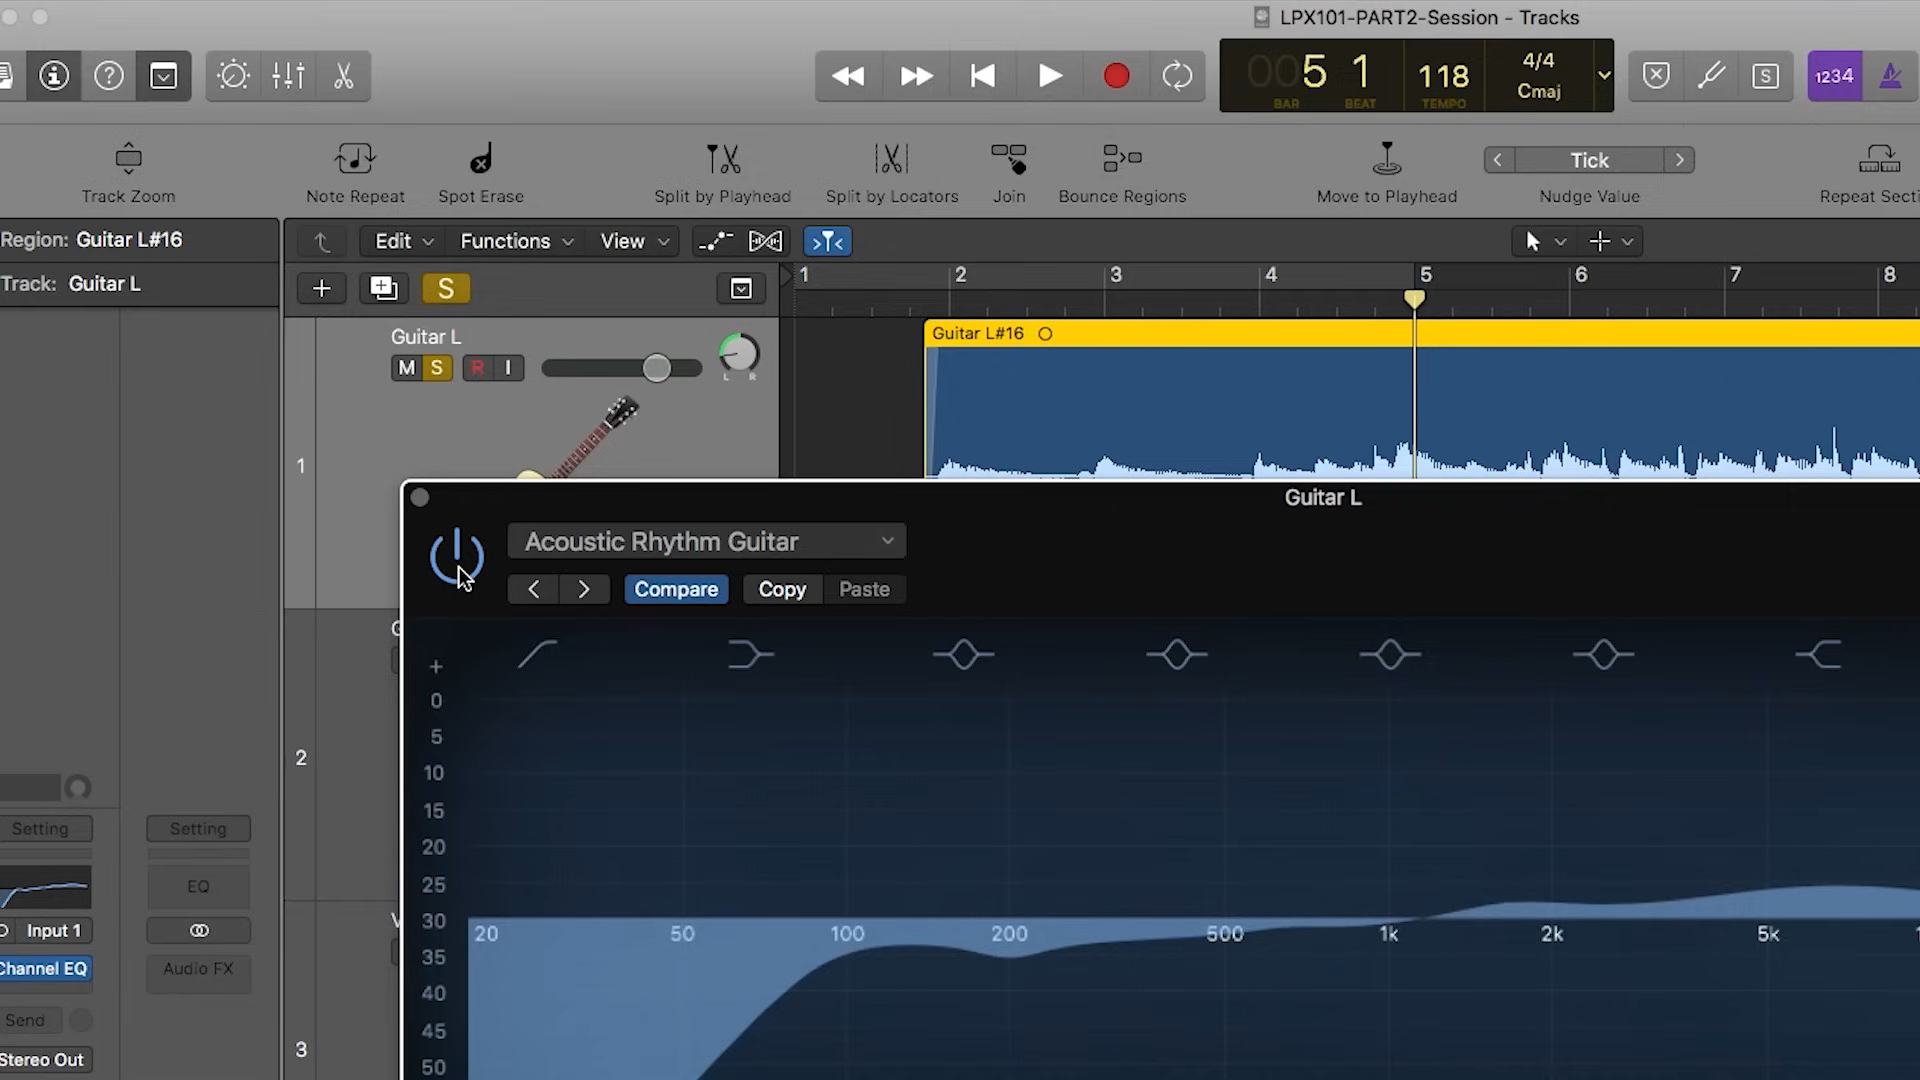 LPX101-PART2-Session - Tracks
005 1 118 4/4
Cmaj
BAR BEAT TEMPO
S 1234
Tick
Track Zoom Note Repeat Spot Erase Split by Playhead Split by Locators Join Bounce Regions Move to Playhead Nudge Value Repeat Secti
Region: Guitar L#16
Edit Functions View
Track: Guitar L
S
1 2 3 4 5 6 7 8
Guitar L
Guitar L#16
M S R I
L R
1
Guitar L
Acoustic Rhythm Guitar
Compare Copy Paste
+
0
5
2
10
15
Setting Setting
20
25
EQ
30
Input 1
20 50 100 200 500 1k 2k 5k
35
Channel EQ Audio FX
40
Send
45
3
Stereo Out
50